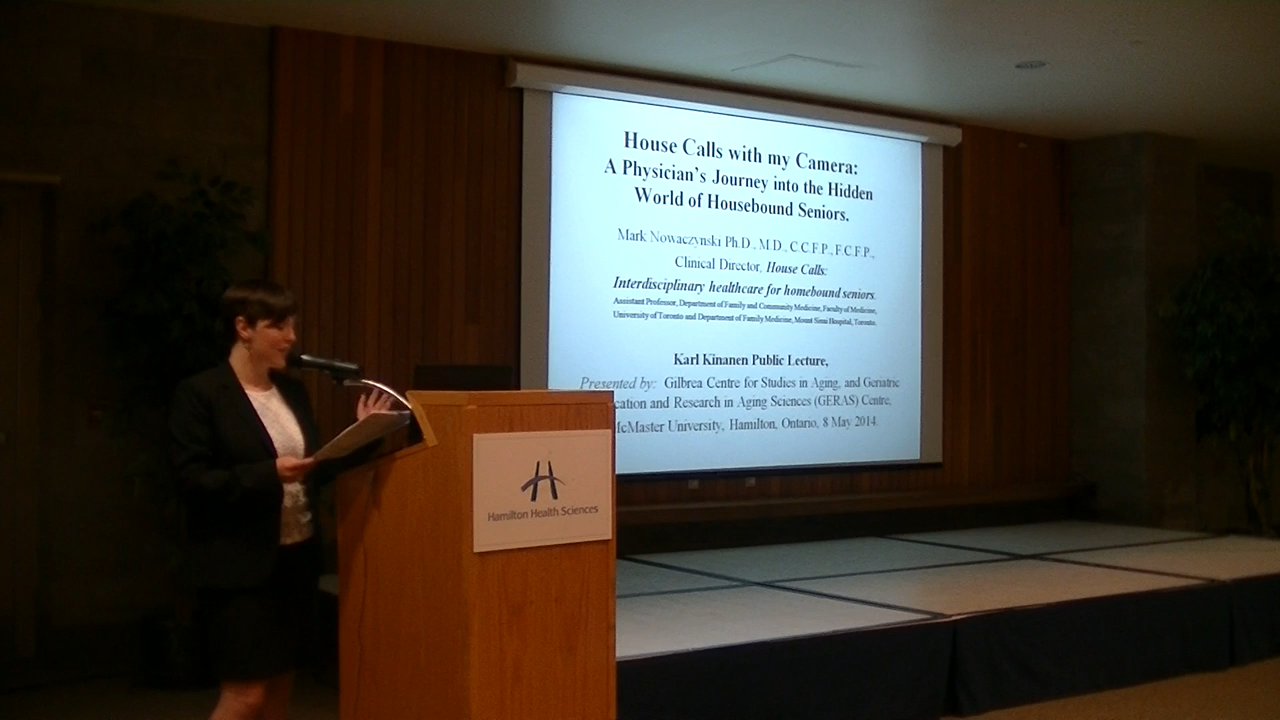 House Calls with my Camera:
A Physician's Journey into the Hidden
World of Housebound Seniors.
Mark Nowaczynski Ph.D., M.D., C.C.F.P., F.C.F.P.,
Clinical Director, House Calls:
Interdisciplinary healthcare for homebound seniors.
Assistant Professor, Department of Family and Community Medicine, Faculty of Medicine,
University of Toronto and Department of Family Medicine, Mount Sinai Hospital, Toronto.
Karl Kinanen Public Lecture,
Presented by: Gilbrea Centre for Studies in Aging, and Geriatric
cation and Research in Aging Sciences (GERAS) Centre,
McMaster University, Hamilton, Ontario, 8 May 2014.
Hamilton Health Sciences